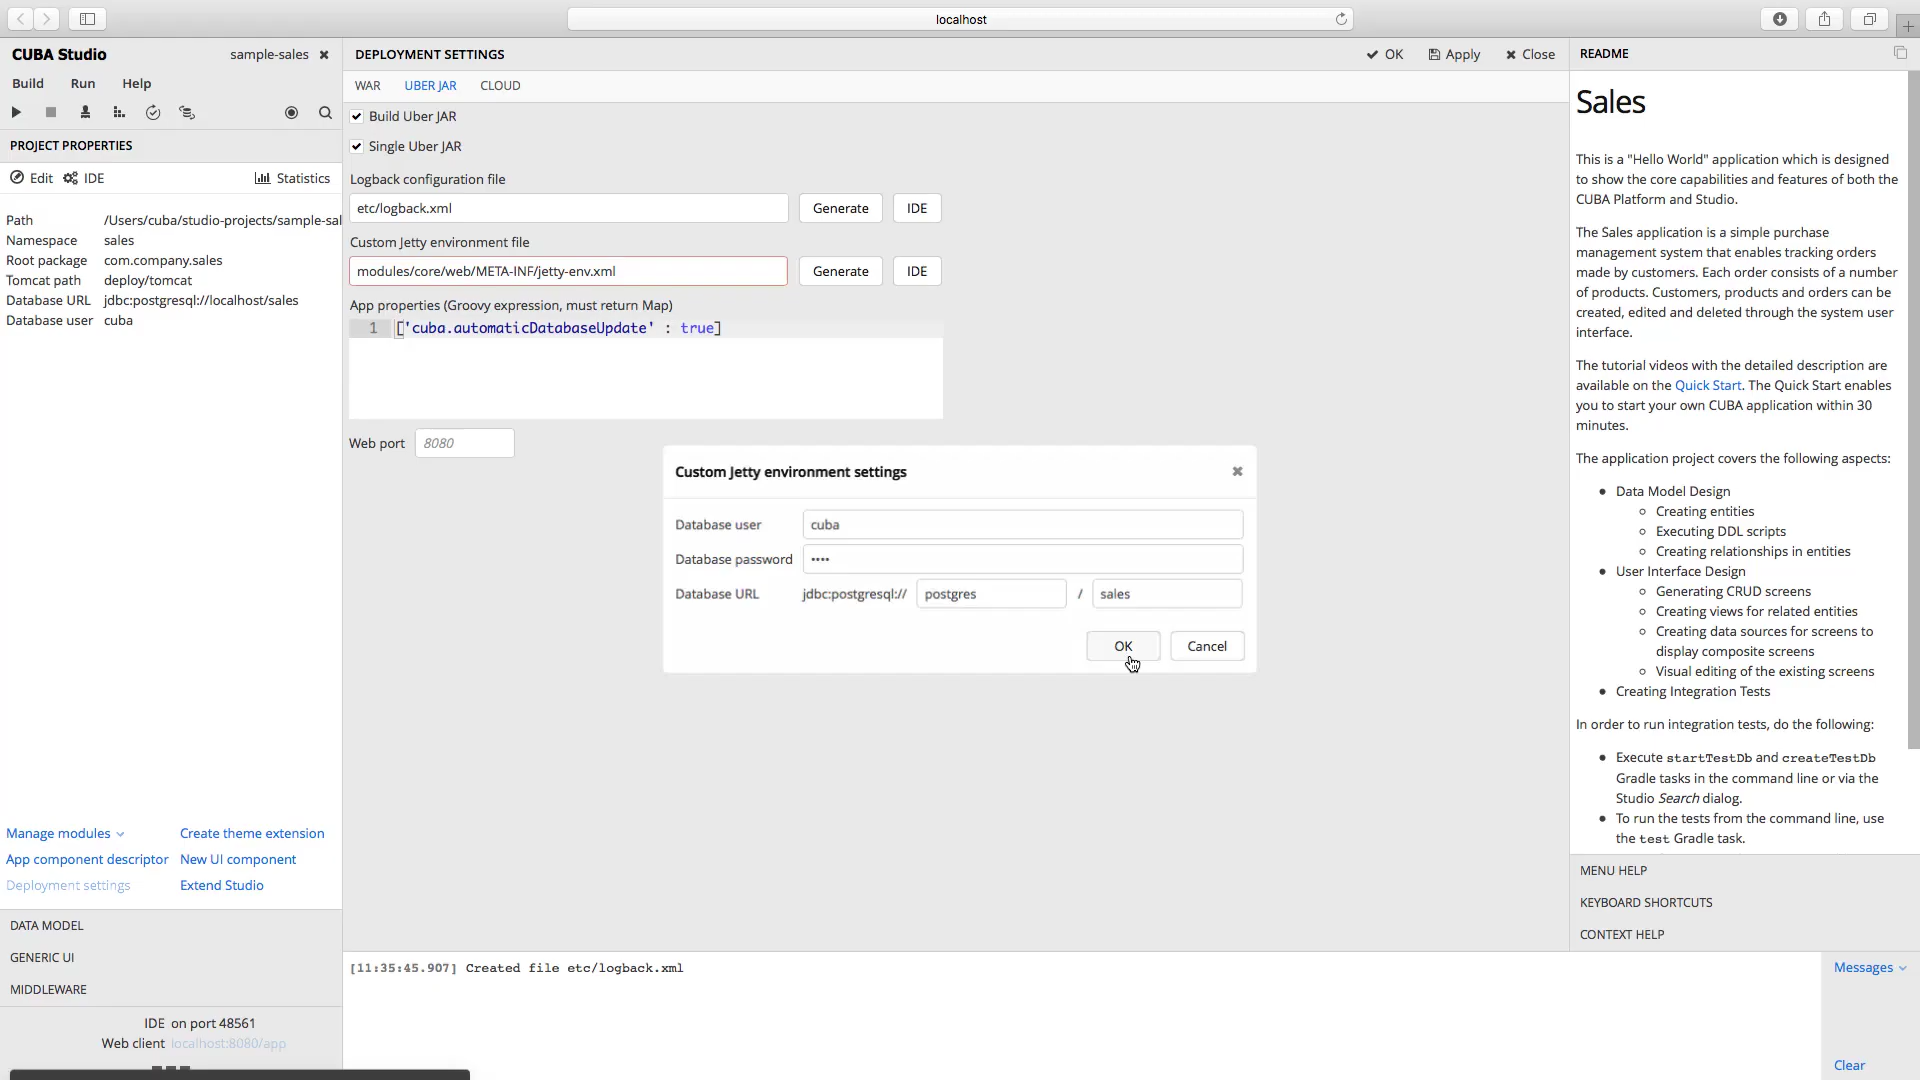 localhost
CUBA Studio
sample-sales
Build
Run
Help
PROJECT PROPERTIES
Edit
IDE
Statistics
Path
/Users/cuba/studio-projects/sample-sal
Namespace
sales
Root package
com.company.sales
Tomcat path
deploy/tomcat
Database URL
jdbc:postgresql://localhost/sales
Database user
cuba
Manage modules
Create theme extension
App component descriptor
New UI component
Deployment settings
Extend Studio
DATA MODEL
GENERIC UI
MIDDLEWARE
IDE on port 48561
Web client localhost:8080/app
DEPLOYMENT SETTINGS
OK
Apply
Close
WAR
UBER JAR
CLOUD
Build Uber JAR
Single Uber JAR
Logback configuration file
etc/logback.xml
Generate
IDE
Custom Jetty environment file
modules/core/web/META-INF/jetty-env.xml
Generate
IDE
App properties (Groovy expression, must return Map)
1 ['cuba.automaticDatabaseUpdate' : true]
Web port
8080
Custom Jetty environment settings
Database user
cuba
Database password
••••
Database URL
jdbc:postgresql://
postgres
/
sales
OK
Cancel
[11:35:45.907] Created file etc/logback.xml
Messages
Clear
README
Sales
This is a "Hello World" application which is designed
to show the core capabilities and features of both the
CUBA Platform and Studio.
The Sales application is a simple purchase
management system that enables tracking orders
made by customers. Each order consists of a number
of products. Customers, products and orders can be
created, edited and deleted through the system user
interface.
The tutorial videos with the detailed description are
available on the Quick Start. The Quick Start enables
you to start your own CUBA application within 30
minutes.
The application project covers the following aspects:
Data Model Design
Creating entities
Executing DDL scripts
Creating relationships in entities
User Interface Design
Generating CRUD screens
Creating views for related entities
Creating data sources for screens to
display composite screens
Visual editing of the existing screens
Creating Integration Tests
In order to run integration tests, do the following:
Execute startTestDb and createTestDb
Gradle tasks in the command line or via the
Studio Search dialog.
To run the tests from the command line, use
the test Gradle task.
MENU HELP
KEYBOARD SHORTCUTS
CONTEXT HELP